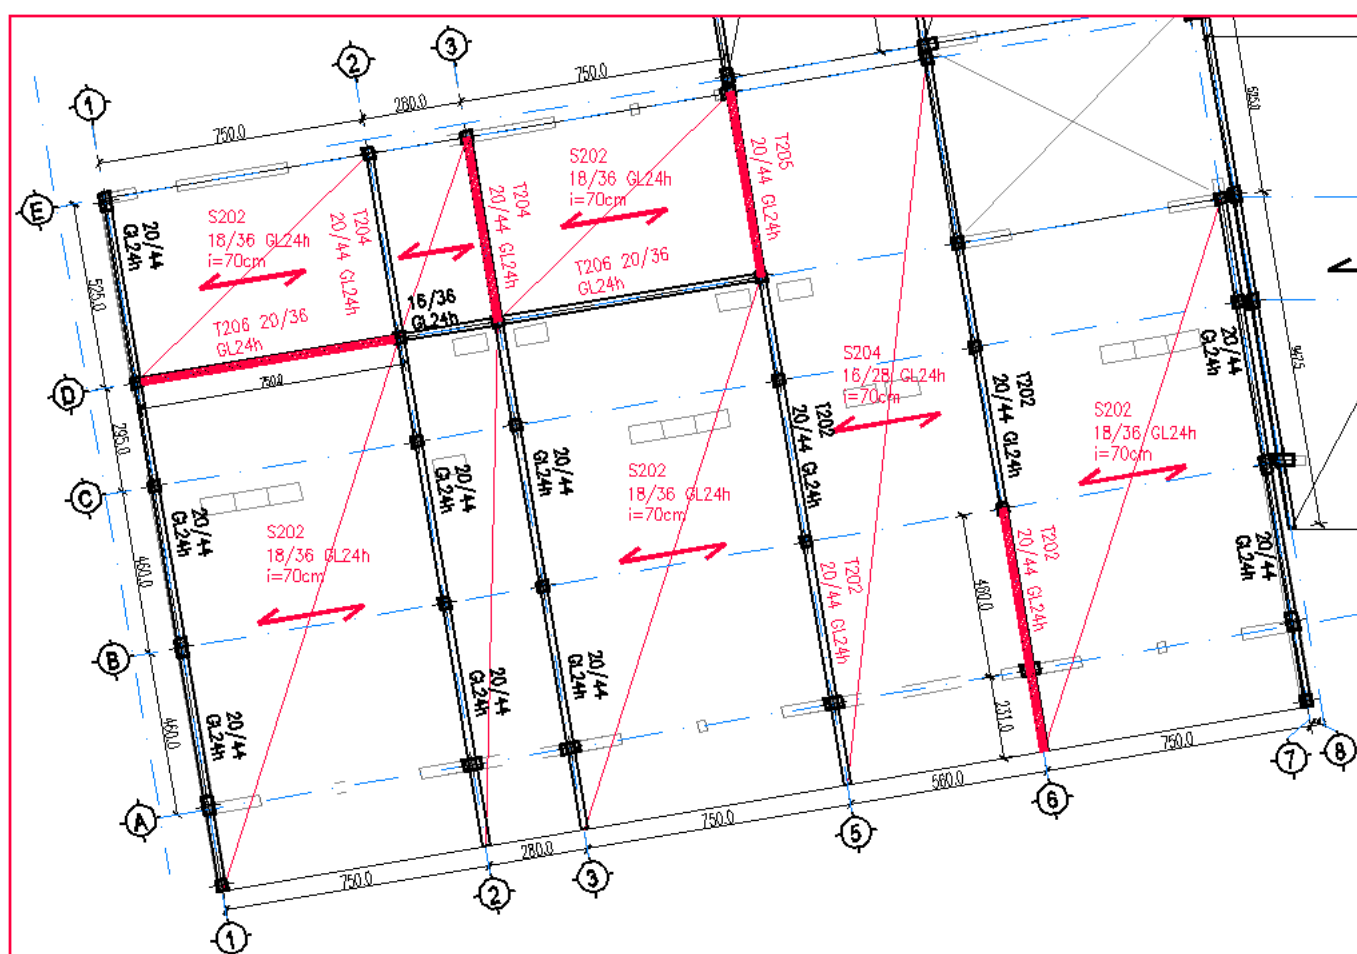 1
2
3
750.0
280.0
750.0
E
20/44
GL24h
S202
18/36 GL24h
i=70cm
T204
20/44 GL24h
T204
20/44 GL24h
S202
18/36 GL24h
i=70cm
T205
20/44 GL24h
525.0
525.0
T206 20/36
GL24h
16/36
GL24h
T206 20/36
GL24h
D
750.0
295.0
C
20/44
GL24h
S202
18/36 GL24h
i=70cm
20/44
GL24h
20/44
GL24h
S202
18/36 GL24h
i=70cm
T202
20/44 GL24h
S204
16/28 GL24h
i=70cm
T202
20/44 GL24h
S202
18/36 GL24h
i=70cm
20/44
GL24h
947.5
460.0
B
460.0
A
20/44
GL24h
20/44
GL24h
20/44
GL24h
T202
20/44 GL24h
460.0
T202
20/44 GL24h
20/44
GL24h
231.0
750.0
280.0
750.0
560.0
750.0
1
2
3
5
6
7
8